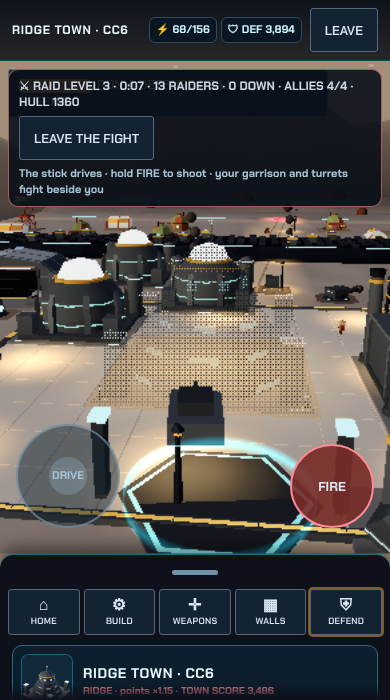 RIDGE TOWN · CC6
⚡ 68/156
🛡 DEF 3,894
LEAVE
⚔ RAID LEVEL 3 · 0:07 · 13 RAIDERS · 0 DOWN · ALLIES 4/4 ·
HULL 1360
LEAVE THE FIGHT
The stick drives · hold FIRE to shoot · your garrison and turrets
fight beside you
DRIVE
FIRE
HOME
BUILD
WEAPONS
WALLS
DEFEND
RIDGE TOWN · CC6
RIDGE · points ×1.15 · TOWN SCORE 3,486